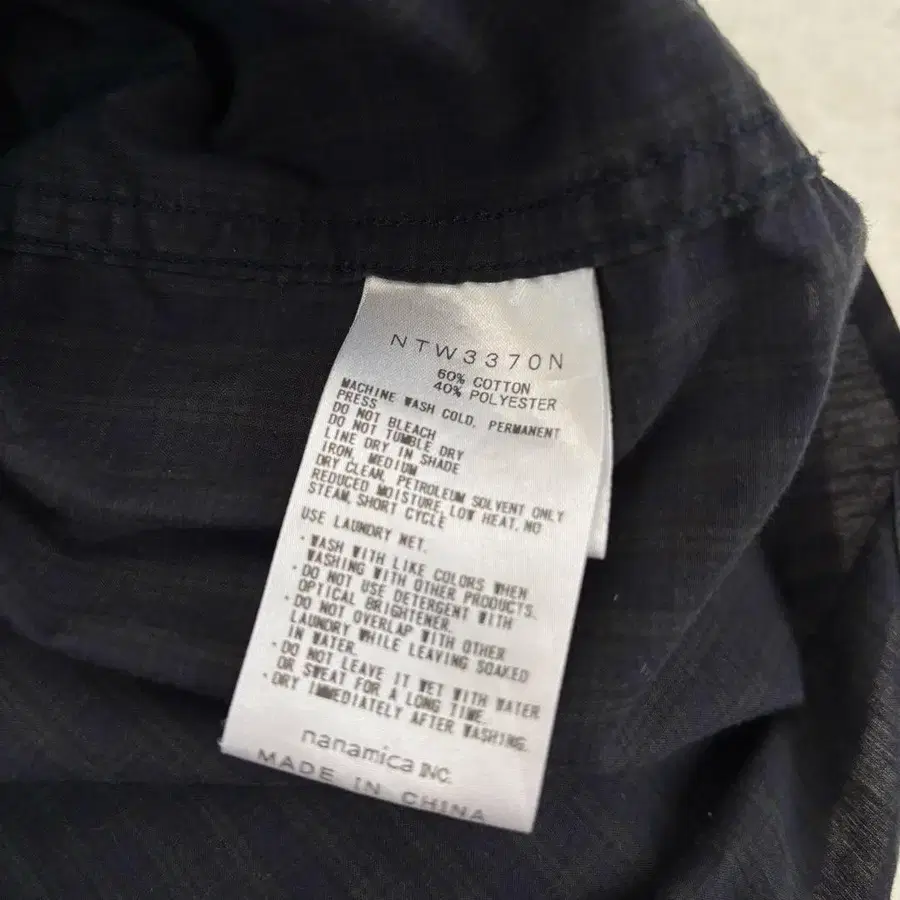 NTW3370N
60% COTTON
40% POLYESTER
MACHINE WASH COLD, PERMANENT
PRESS
DO NOT BLEACH
DO NOT TUMBLE DRY
LINE DRY IN SHADE
IRON, MEDIUM
DRY CLEAN, PETROLEUM SOLVENT ONLY
REDUCED MOISTURE, LOW HEAT, NO
STEAM, SHORT CYCLE
USE LAUNDRY NET.
・WASH WITH LIKE COLORS WHEN
WASHING WITH OTHER PRODUCTS.
・DO NOT USE DETERGENT WITH
OPTICAL BRIGHTENER.
・DO NOT OVERLAP WITH OTHER
LAUNDRY WHILE LEAVING SOAKED
IN WATER.
・DO NOT LEAVE IT WET WITH WATER
OR SWEAT FOR A LONG TIME.
・DRY IMMEDIATELY AFTER WASHING.
nanamica INC.
MADE IN CHINA